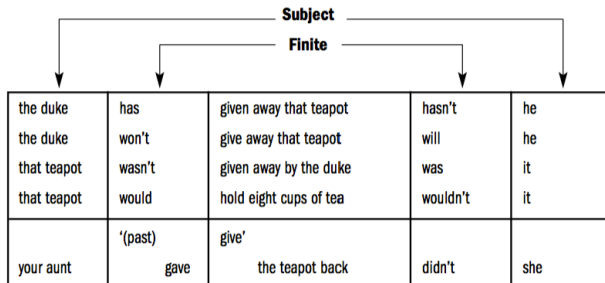 Subject
Finite
the duke has given away that teapot hasn't he
the duke won't give away that teapot will he
that teapot wasn't given away by the duke was it
that teapot would hold eight cups of tea wouldn't it
'(past) give'
your aunt gave the teapot back didn't she